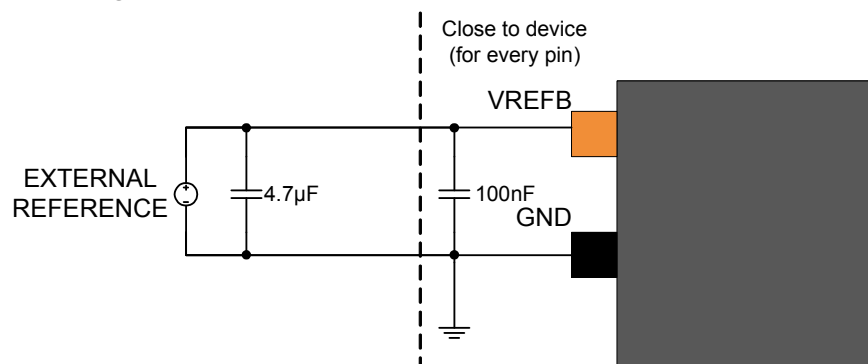 Close to device
(for every pin)
VREFB
EXTERNAL
REFERENCE
4.7µF
100nF
GND